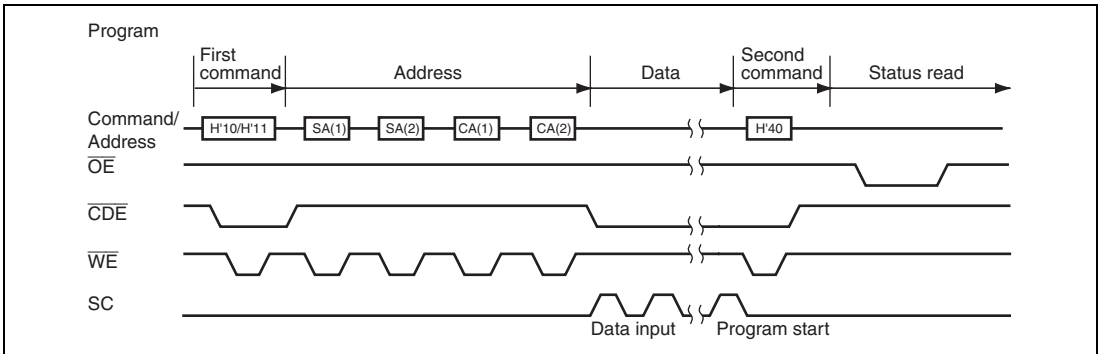 Program
First command
Address
Data
Second command
Status read
Command/
Address
H'10/H'11
SA(1)
SA(2)
CA(1)
CA(2)
H'40
OE
CDE
WE
SC
Data input
Program start